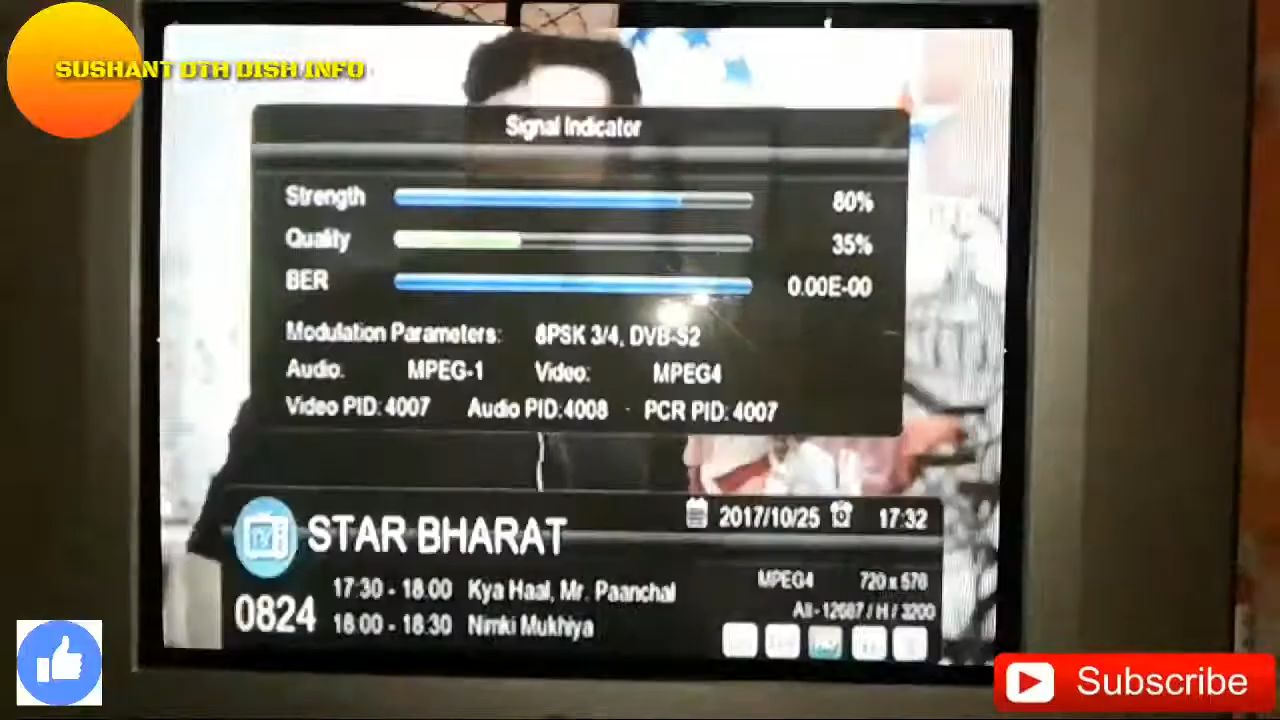 SUSHANT DTH DISH INFO
Signal Indicator
Strength 80%
Quality 35%
BER 0.00E-00
Modulation Parameters: 8PSK 3/4, DVB-S2
Audio: MPEG-1 Video: MPEG4
Video PID: 4007 Audio PID:4008 PCR PID: 4007
STAR BHARAT 2017/10/25 17:32
17:30 - 18:00 Kya Haal, Mr. Paanchal
MPEG4 720 x 576
0824
18:00 - 18:30 Nimki Mukhiya
All - 12687 / H / 3200
Subscribe